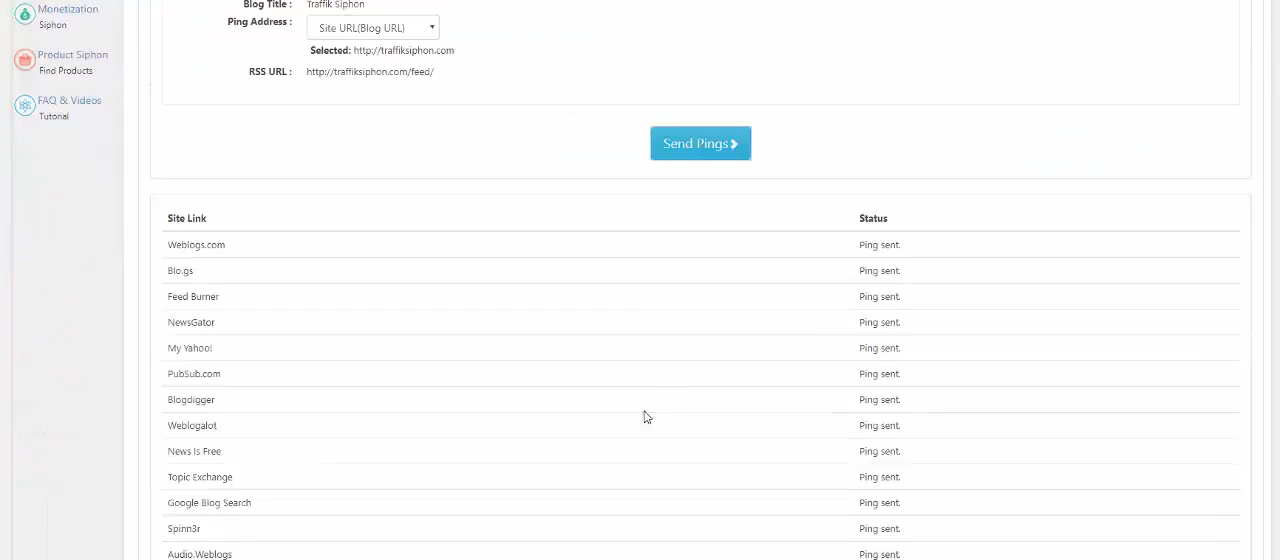 Monetization
Siphon
Product Siphon
Find Products
FAQ & Videos
Tutorial
Blog Title : Traffik Siphon
Ping Address : Site URL(Blog URL)
Selected: http://traffiksiphon.com
RSS URL : http://traffiksiphon.com/feed/
Send Pings
Site Link Status
Weblogs.com Ping sent.
Blo.gs Ping sent.
Feed Burner Ping sent.
NewsGator Ping sent.
My Yahoo! Ping sent.
PubSub.com Ping sent.
Blogdigger Ping sent.
Weblogalot Ping sent.
News Is Free Ping sent.
Topic Exchange Ping sent.
Google Blog Search Ping sent.
Spinn3r Ping sent.
Audio.Weblogs Ping sent.